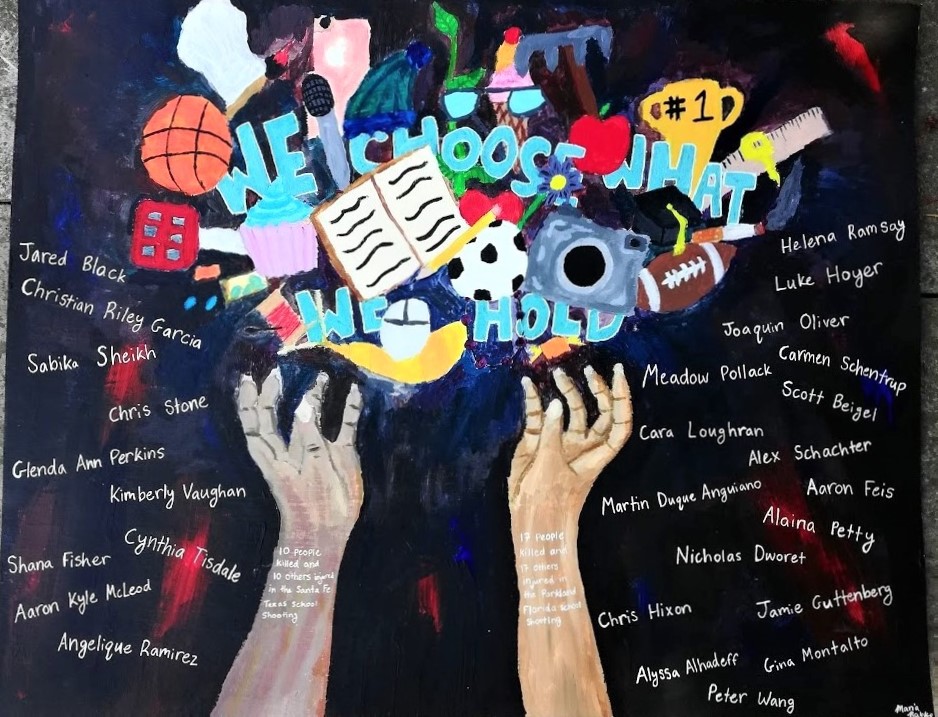 WE CHOOSE WHAT
#1
WE HOLD
Jared Black
Christian Riley Garcia
Sabika Sheikh
Chris Stone
Glenda Ann Perkins
Kimberly Vaughan
Cynthia Tisdale
Shana Fisher
Aaron Kyle McLeod
Angelique Ramirez
10 people
killed and
10 others injured
in the Santa Fe
Texas School
Shooting
17 people
killed and
17 others
injured in
the Parkland
Florida School
Shooting
Helena Ramsay
Luke Hoyer
Joaquin Oliver
Carmen Schentrup
Meadow Pollack
Scott Beigel
Cara Loughran
Alex Schachter
Martin Duque Anguiano
Aaron Feis
Alaina Petty
Nicholas Dworet
Chris Hixon
Jamie Guttenberg
Gina Montalto
Alyssa Alhadeff
Peter Wang